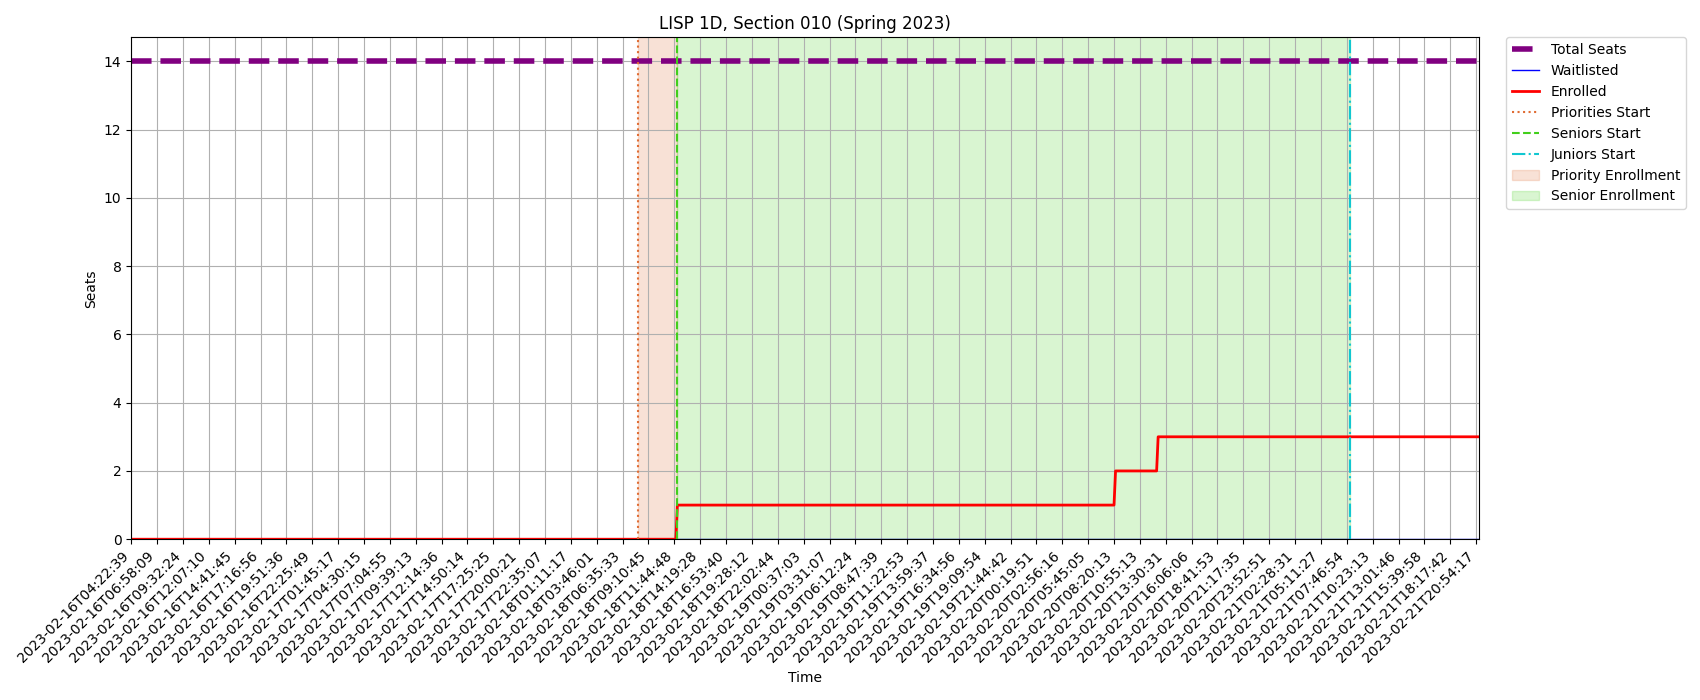 LISP 1D, Section 010 (Spring 2023)
Total Seats
Waitlisted
Enrolled
Priorities Start
Seniors Start
Juniors Start
Priority Enrollment
Senior Enrollment
Seats
14
12
10
8
6
4
2
0
2023-02-16T04:22:39
2023-02-16T06:58:09
2023-02-16T09:32:24
2023-02-16T12:07:10
2023-02-16T14:41:45
2023-02-16T17:16:56
2023-02-16T19:51:36
2023-02-16T22:25:49
2023-02-17T01:45:17
2023-02-17T04:30:15
2023-02-17T07:04:55
2023-02-17T09:39:13
2023-02-17T12:14:36
2023-02-17T14:50:14
2023-02-17T17:25:25
2023-02-17T20:00:21
2023-02-17T22:35:07
2023-02-18T01:11:17
2023-02-18T03:46:01
2023-02-18T06:35:33
2023-02-18T09:10:45
2023-02-18T11:44:48
2023-02-18T14:19:28
2023-02-18T16:53:40
2023-02-18T19:28:12
2023-02-18T22:02:44
2023-02-19T00:37:03
2023-02-19T03:31:07
2023-02-19T06:12:24
2023-02-19T08:47:39
2023-02-19T11:22:53
2023-02-19T13:59:37
2023-02-19T16:34:56
2023-02-19T19:09:54
2023-02-19T21:44:42
2023-02-20T00:19:51
2023-02-20T02:56:16
2023-02-20T05:45:05
2023-02-20T08:20:13
2023-02-20T10:55:13
2023-02-20T13:30:31
2023-02-20T16:06:06
2023-02-20T18:41:53
2023-02-20T21:17:35
2023-02-20T23:52:51
2023-02-21T02:28:31
2023-02-21T05:11:27
2023-02-21T07:46:54
2023-02-21T10:23:13
2023-02-21T13:01:46
2023-02-21T15:39:58
2023-02-21T18:17:42
2023-02-21T20:54:17
Time